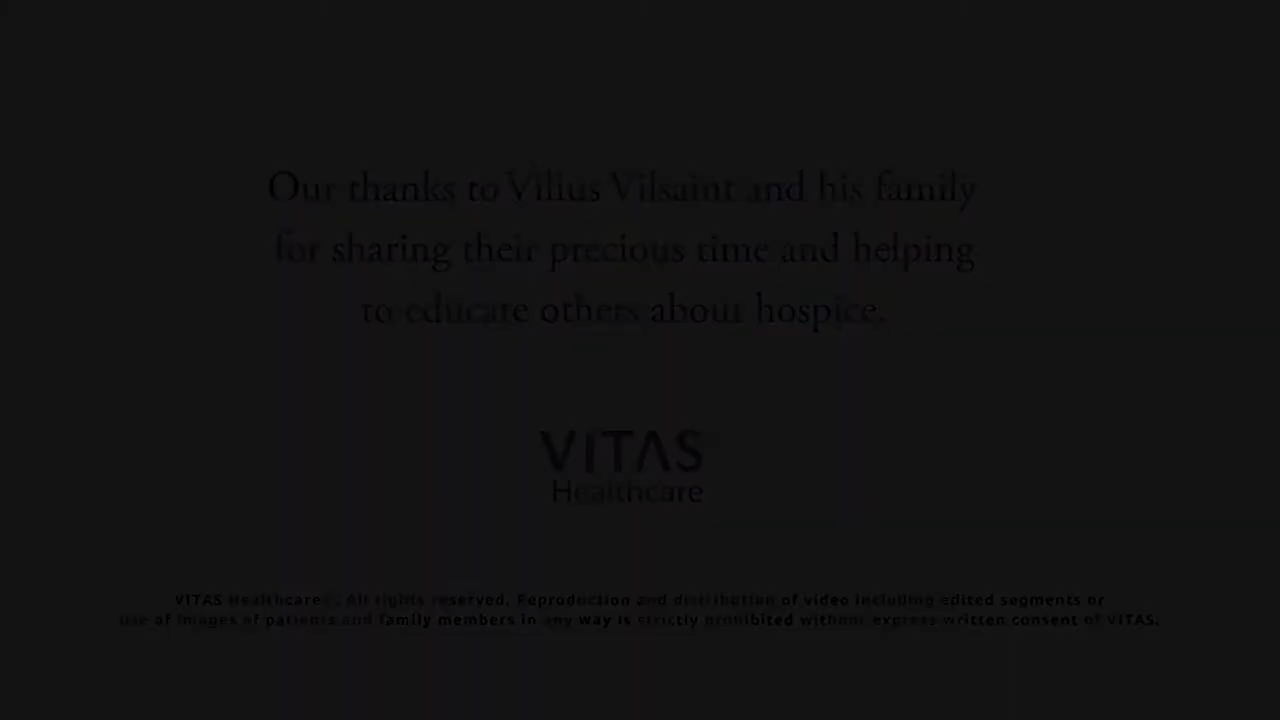 Our thanks to Vilius Vilsaint and his family
for sharing their precious time and helping
to educate others about hospice.
VITAS
Healthcare
VITAS Healthcare All rights reserved. Reproduction and distribution of video including edited segments or
use of images of patients and family members in any way is strictly prohibited without express written consent of VITAS.